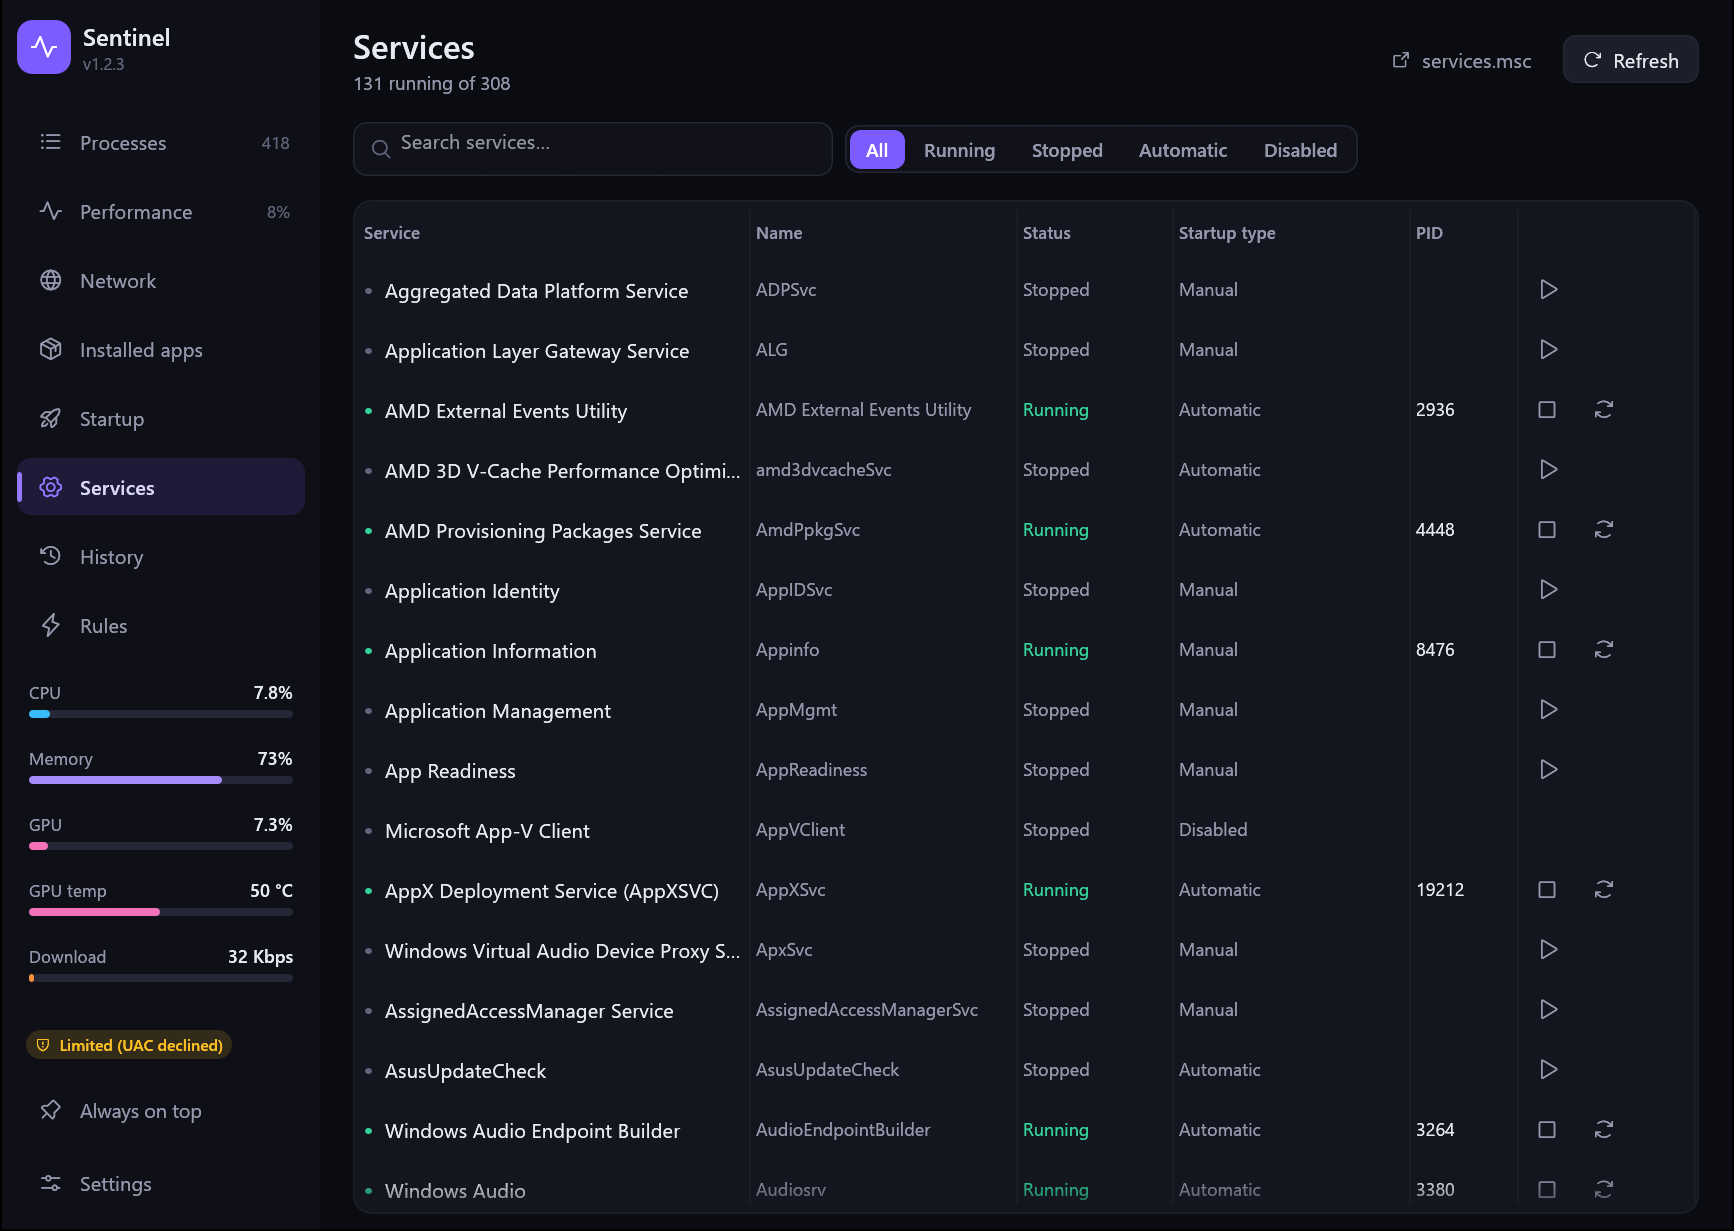 Sentinel
v1.2.3
Processes 418
Performance 8%
Network
Installed apps
Startup
Services
History
Rules
CPU 7.8%
Memory 73%
GPU 7.3%
GPU temp 50 °C
Download 32 Kbps
Limited (UAC declined)
Always on top
Settings
Services
131 running of 308
services.msc
Refresh
Search services...
All Running Stopped Automatic Disabled
Service Name Status Startup type PID
Aggregated Data Platform Service ADPSvc Stopped Manual
Application Layer Gateway Service ALG Stopped Manual
AMD External Events Utility AMD External Events Utility Running Automatic 2936
AMD 3D V-Cache Performance Optimi... amd3dvcacheSvc Stopped Automatic
AMD Provisioning Packages Service AmdPpkgSvc Running Automatic 4448
Application Identity AppIDSvc Stopped Manual
Application Information Appinfo Running Manual 8476
Application Management AppMgmt Stopped Manual
App Readiness AppReadiness Stopped Manual
Microsoft App-V Client AppVClient Stopped Disabled
AppX Deployment Service (AppXSVC) AppXSvc Running Automatic 19212
Windows Virtual Audio Device Proxy S... ApxSvc Stopped Manual
AssignedAccessManager Service AssignedAccessManagerSvc Stopped Manual
AsusUpdateCheck AsusUpdateCheck Stopped Automatic
Windows Audio Endpoint Builder AudioEndpointBuilder Running Automatic 3264
Windows Audio Audiosrv Running Automatic 3380